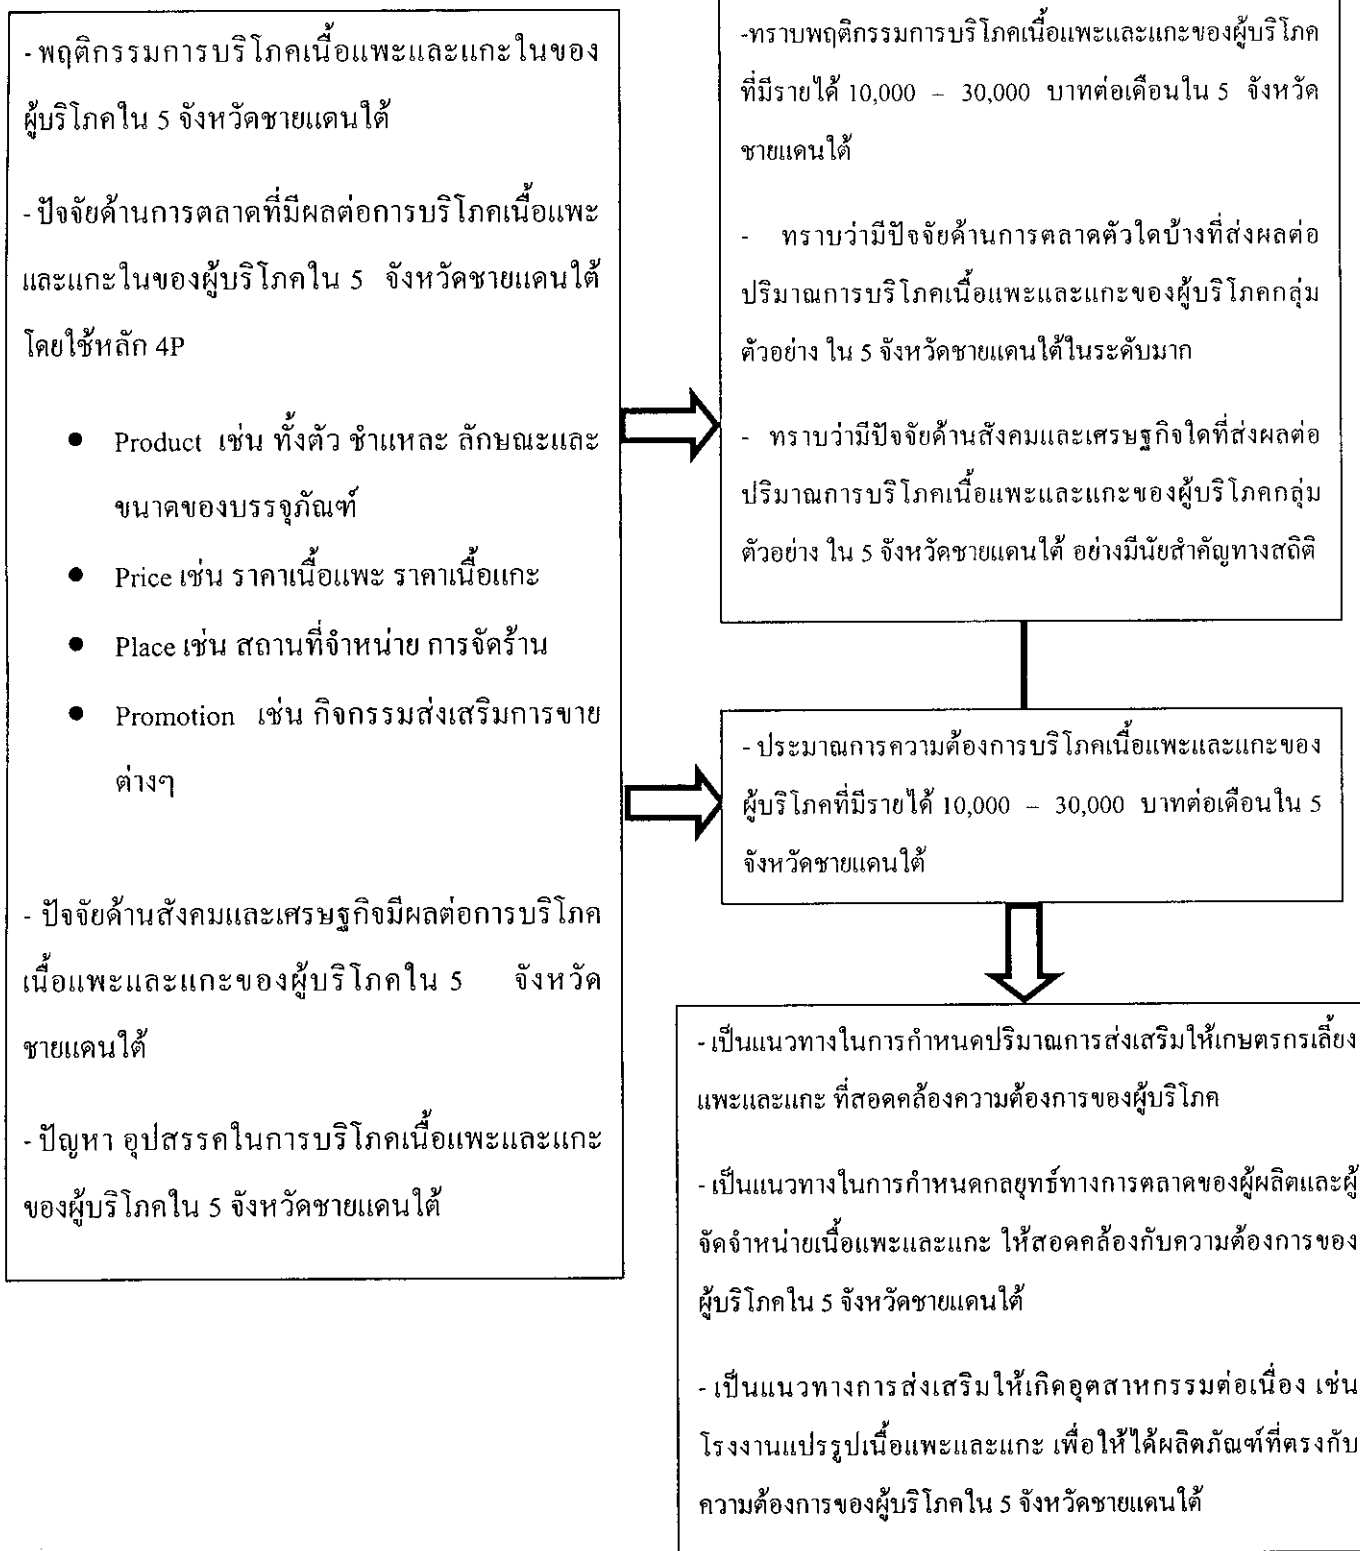 - พฤติกรรมการบริโภคเนื้อแพะและแกะในของ
ผู้บริโภคใน 5 จังหวัดชายแดนใต้
- ปัจจัยด้านการตลาดที่มีผลต่อการบริโภคเนื้อแพะ
และแกะในของผู้บริโภคใน 5 จังหวัดชายแดนใต้
โดยใช้หลัก 4P
● Product เช่น ทั้งตัว ชำแหละ ลักษณะและ
ขนาดของบรรจุภัณฑ์
● Price เช่น ราคาเนื้อแพะ ราคาเนื้อแกะ
● Place เช่น สถานที่จำหน่าย การจัดร้าน
● Promotion เช่น กิจกรรมส่งเสริมการขาย
ต่างๆ
- ปัจจัยด้านสังคมและเศรษฐกิจมีผลต่อการบริโภค
เนื้อแพะและแกะของผู้บริโภคใน 5 จังหวัด
ชายแดนใต้
- ปัญหา อุปสรรคในการบริโภคเนื้อแพะและแกะ
ของผู้บริโภคใน 5 จังหวัดชายแดนใต้
-ทราบพฤติกรรมการบริโภคเนื้อแพะและแกะของผู้บริโภค
ที่มีรายได้ 10,000 – 30,000 บาทต่อเดือนใน 5 จังหวัด
ชายแดนใต้
- ทราบว่ามีปัจจัยด้านการตลาดตัวใดบ้างที่ส่งผลต่อ
ปริมาณการบริโภคเนื้อแพะและแกะของผู้บริโภคกลุ่ม
ตัวอย่าง ใน 5 จังหวัดชายแดนใต้ในระดับมาก
- ทราบว่ามีปัจจัยด้านสังคมและเศรษฐกิจใดที่ส่งผลต่อ
ปริมาณการบริโภคเนื้อแพะและแกะของผู้บริโภคกลุ่ม
ตัวอย่าง ใน 5 จังหวัดชายแดนใต้ อย่างมีนัยสำคัญทางสถิติ
- ประมาณการความต้องการบริโภคเนื้อแพะและแกะของ
ผู้บริโภคที่มีรายได้ 10,000 – 30,000 บาทต่อเดือนใน 5
จังหวัดชายแดนใต้
- เป็นแนวทางในการกำหนดปริมาณการส่งเสริมให้เกษตรกรเลี้ยง
แพะและแกะ ที่สอดคล้องความต้องการของผู้บริโภค
- เป็นแนวทางในการกำหนดกลยุทธ์ทางการตลาดของผู้ผลิตและผู้
จัดจำหน่ายเนื้อแพะและแกะ ให้สอดคล้องกับความต้องการของ
ผู้บริโภคใน 5 จังหวัดชายแดนใต้
- เป็นแนวทางการส่งเสริมให้เกิดอุตสาหกรรมต่อเนื่อง เช่น
โรงงานแปรรูปเนื้อแพะและแกะ เพื่อให้ได้ผลิตภัณฑ์ที่ตรงกับ
ความต้องการของผู้บริโภคใน 5 จังหวัดชายแดนใต้